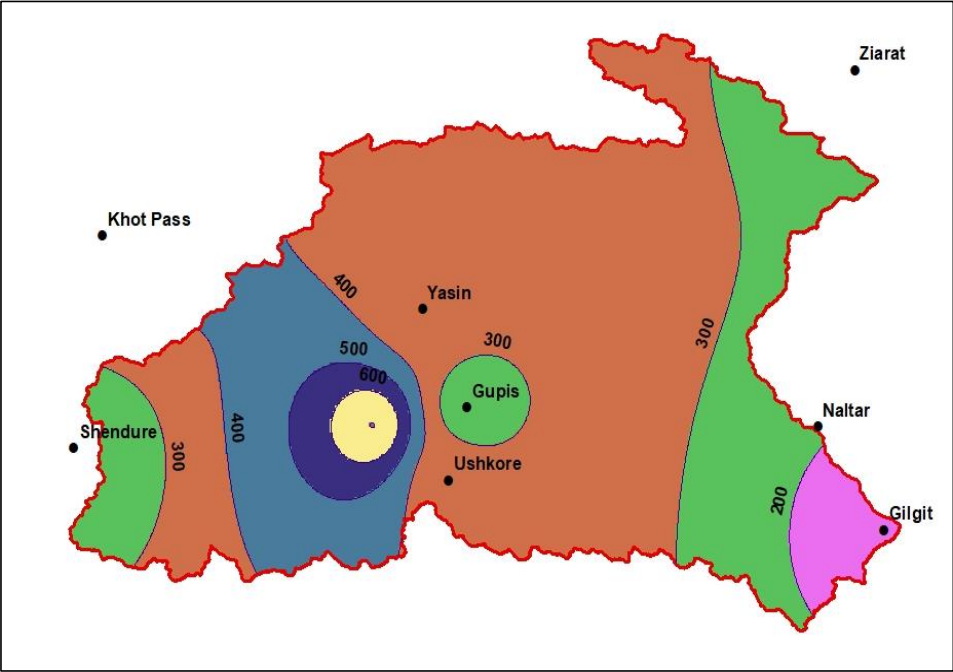 Ziarat
Khot Pass
400
Yasin
300
500
300
600
Gupis
Naltar
400
Shendure
300
Ushkore
200
Gilgit